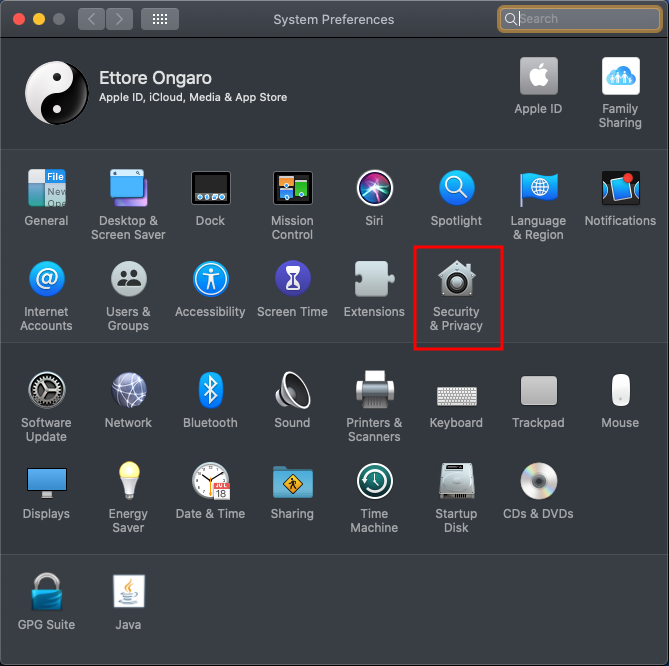 System Preferences
Search
Ettore Ongaro
Apple ID, iCloud, Media & App Store
Apple ID
Family
Sharing
File
New
Ope
General
Desktop &
Screen Saver
Dock
Mission
Control
Siri
Spotlight
Language
& Region
Notifications
@
Internet
Accounts
Users &
Groups
Accessibility
Screen Time
Extensions
Security
& Privacy
Software
Update
Network
Bluetooth
Sound
Printers &
Scanners
Keyboard
Trackpad
Mouse
Displays
Energy
Saver
JUL
18
Date & Time
Sharing
Time
Machine
Startup
Disk
CDs & DVDs
GPG Suite
Java
Java